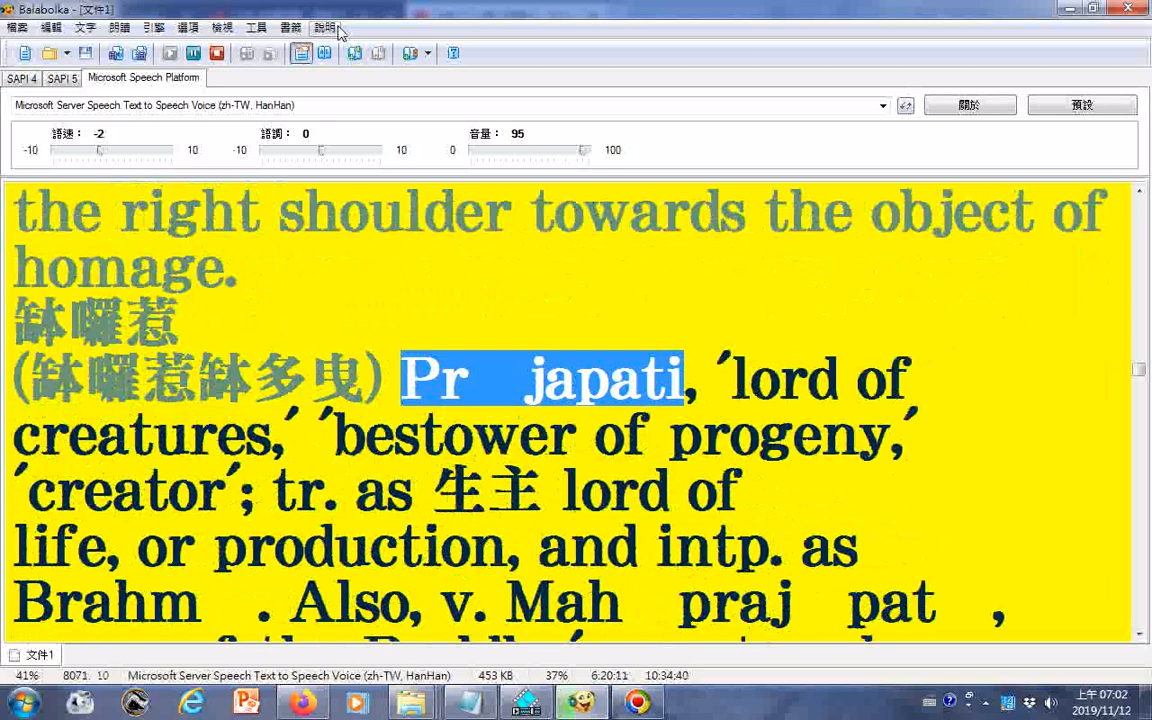 Balabolka - [文件1]
檔案 編輯 文字 朗讀 引擎 選項 檢視 工具 書籤 說明
SAPI 4 SAPI 5 Microsoft Speech Platform
Microsoft Server Speech Text to Speech Voice (zh-TW, HanHan) 關於 預設
語速： -2 語調： 0 音量： 95
-10 10 -10 10 0 100
the right shoulder towards the object of
homage.
缽囉惹
(缽囉惹缽多曳) Pr japati, ′lord of
creatures,′ ′bestower of progeny,′
′creator′; tr. as 生主 lord of
life, or production, and intp. as
Brahm . Also, v. Mah praj pat ,
文件1
41% 8071, 10 Microsoft Server Speech Text to Speech Voice (zh-TW, HanHan) 453 KB 37% 6:20:11 10:34:40
上午 07:02
2019/11/12